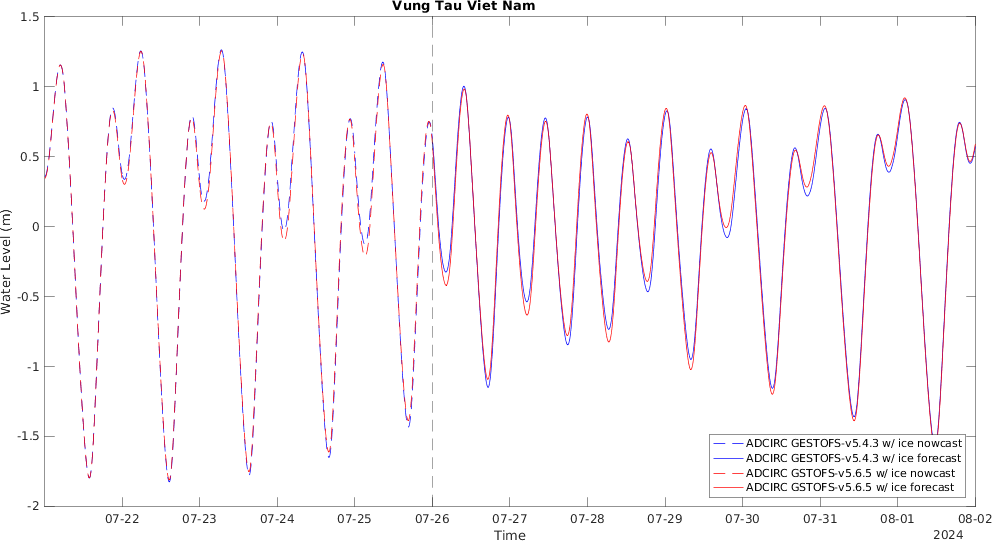 Vung Tau Viet Nam
1.5
1
0.5
0
-0.5
-1
-1.5
-2
Water Level (m)
07-22 07-23 07-24 07-25 07-26 07-27 07-28 07-29 07-30 07-31 08-01 08-02
Time
2024
ADCIRC GESTOFS-v5.4.3 w/ ice nowcast
ADCIRC GESTOFS-v5.4.3 w/ ice forecast
ADCIRC GSTOFS-v5.6.5 w/ ice nowcast
ADCIRC GSTOFS-v5.6.5 w/ ice forecast